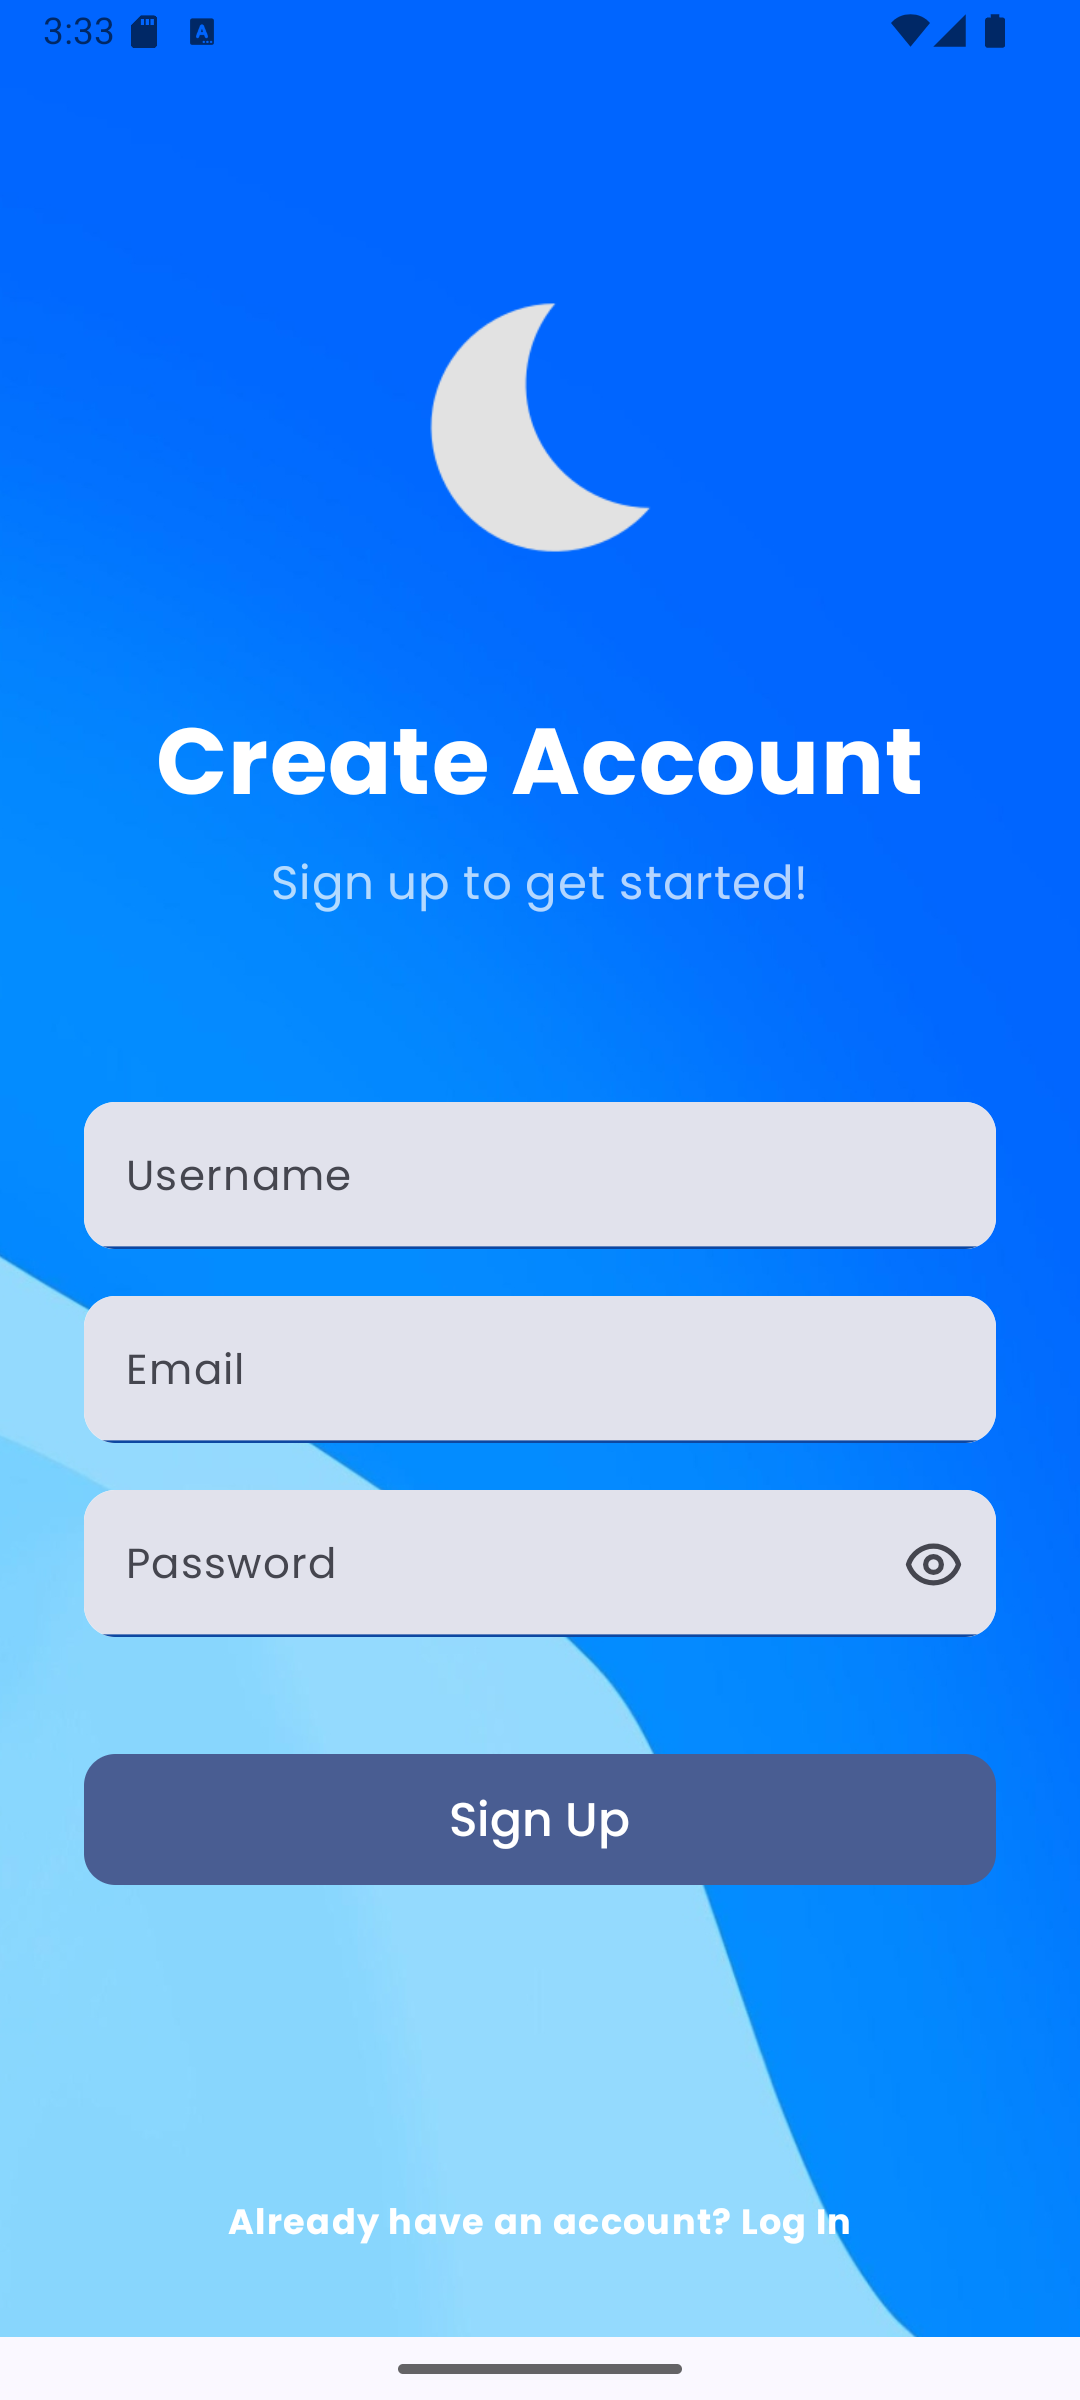 3:33
Create Account
Sign up to get started!
Username
Email
Password
Sign Up
Already have an account? Log In